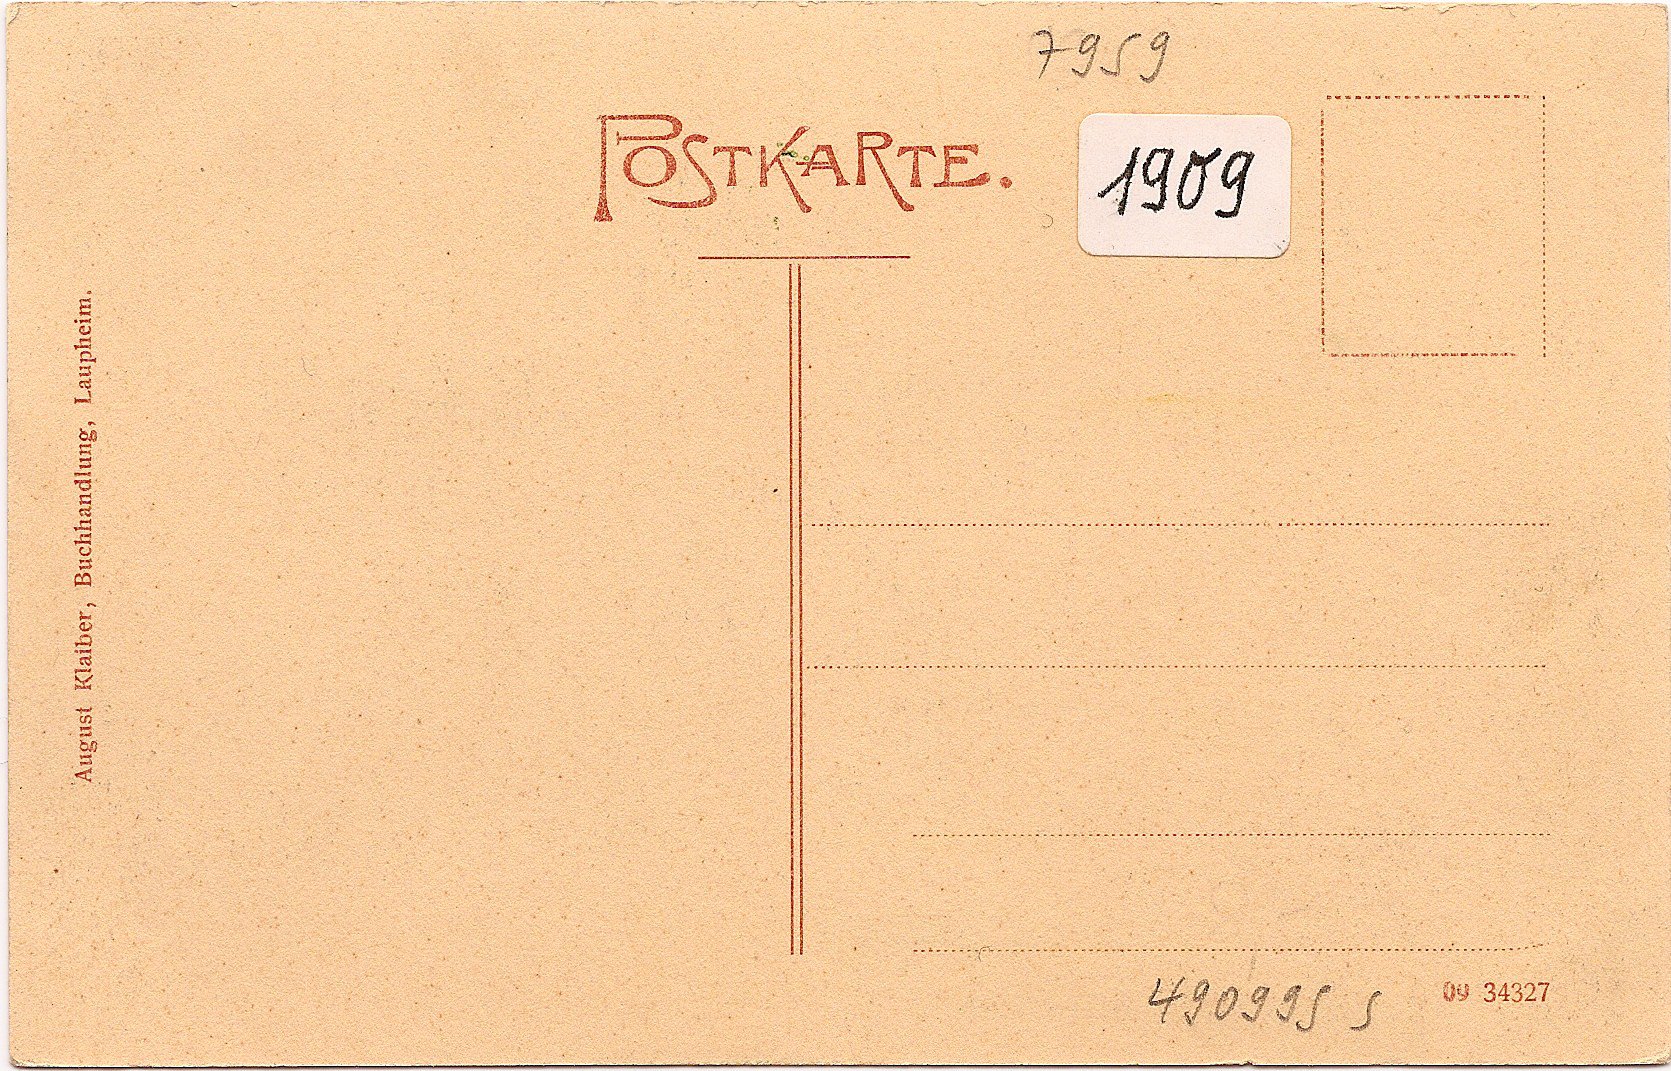 7959
POSTKARTE.
1909
August Klaiber, Buchhandlung, Laupheim.
490995 s
09 34327